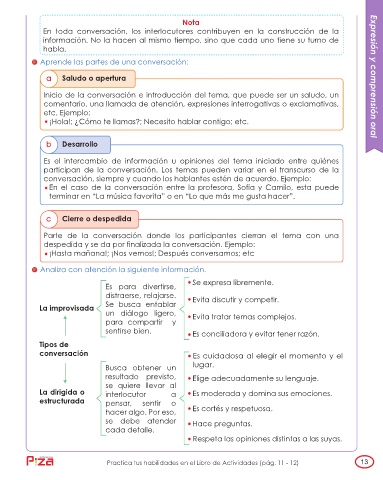 Nota
En toda conversación, los interlocutores contribuyen en la construcción de la
información. No la hacen al mismo tiempo, sino que cada uno tiene su turno de
habla.
Expresión y comprensión oral
Aprende las partes de una conversación:
a Saludo o apertura
Inicio de la conversación e introducción del tema, que puede ser un saludo, un
comentario, una llamada de atención, expresiones interrogativas o exclamativas,
etc. Ejemplo:
• ¡Hola!; ¿Cómo te llamas?; Necesito hablar contigo; etc.
b Desarrollo
Es el intercambio de información u opiniones del tema iniciado entre quiénes
participan de la conversación. Los temas pueden variar en el transcurso de la
conversación, siempre y cuando los hablantes estén de acuerdo. Ejemplo:
• En el caso de la conversación entre la profesora, Sofía y Camilo, esta puede
terminar en “La música favorita” o en “Lo que más me gusta hacer”.
c Cierre o despedida
Parte de la conversación donde los participantes cierran el tema con una
despedida y se da por finalizada la conversación. Ejemplo:
• ¡Hasta mañana!; ¡Nos vemos!; Después conversamos; etc
Analiza con atención la siguiente información.
Tipos de
conversación
La improvisada
Es para divertirse,
distraerse, relajarse.
Se busca entablar
un diálogo ligero,
para compartir y
sentirse bien.
• Se expresa libremente.
• Evita discutir y competir.
• Evita tratar temas complejos.
• Es conciliadora y evitar tener razón.
La dirigida o
estructurada
Busca obtener un
resultado previsto,
se quiere llevar al
interlocutor a
pensar, sentir o
hacer algo. Por eso,
se debe atender
cada detalle.
• Es cuidadosa al elegir el momento y el
lugar.
• Elige adecuadamente su lenguaje.
• Es moderada y domina sus emociones.
• Es cortés y respetuosa.
• Hace preguntas.
• Respeta las opiniones distintas a las suyas.
Practica tus habilidades en el Libro de Actividades (pág. 11 - 12)
13